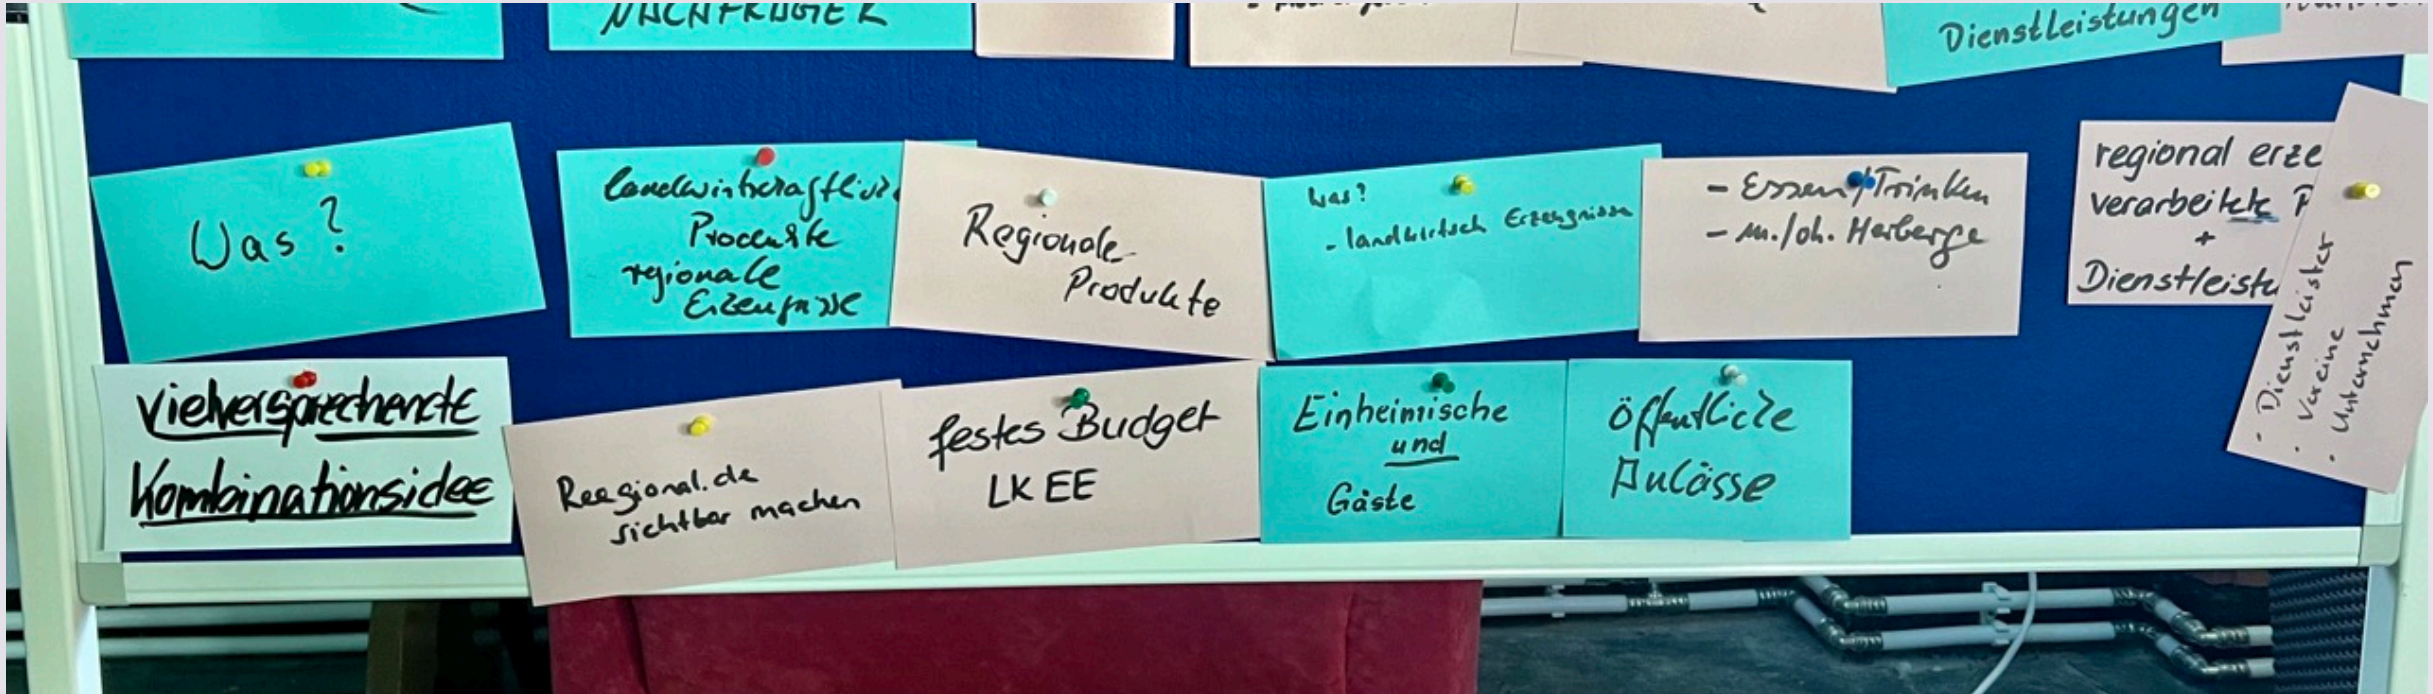 NACHFRAGER
Dienstleistungen
Was?
landwirtschaftliche
Produkte
regionale
Erzeugnisse
Regionale
Produkte
Was?
- landwirtsch Erzeugnisse
- Essen/Trinken
- m./oh. Herberge
regional erze
verarbeitete P
+
Dienstleistu
· Dienstleister
· Vereine
· Unternehmen
Vielversprechende
Kombinationsidee
Reegional.de
sichtbar machen
festes Budget
LK EE
Einheimische
und
Gäste
öffentliche
Anlässe